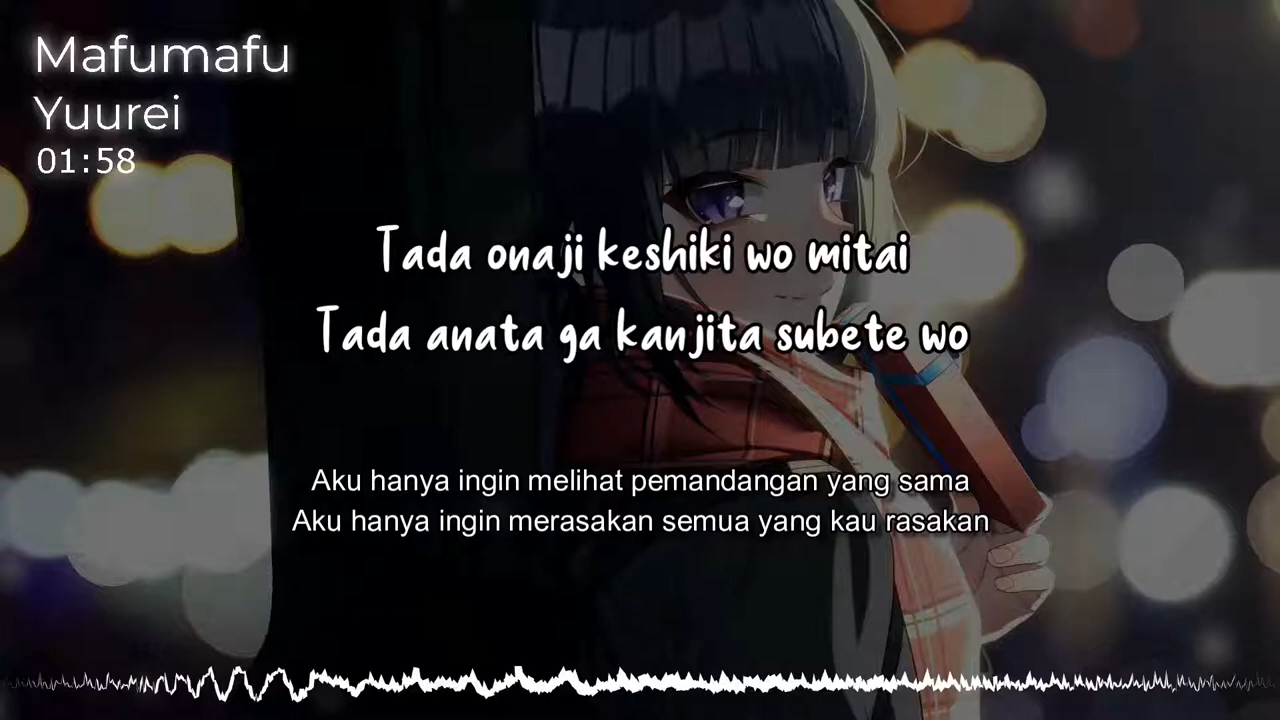 Mafumafu
Yuurei
01:58
Tada onaji keshiki wo mitai
Tada anata ga kanjita subete wo
Aku hanya ingin melihat pemandangan yang sama
Aku hanya ingin merasakan semua yang kau rasakan